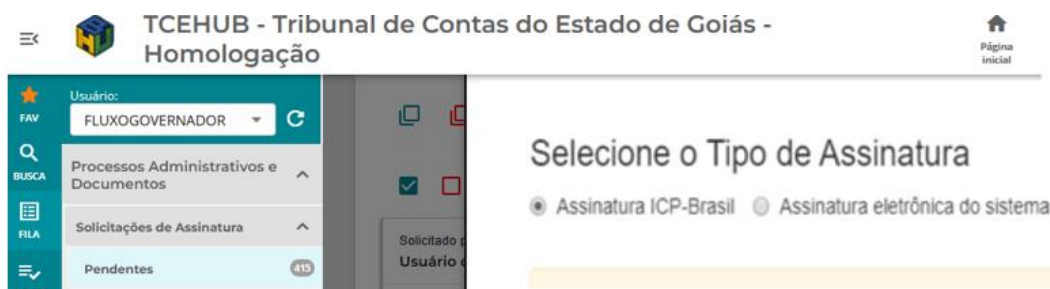 TCEHUB - Tribunal de Contas do Estado de Goiás -
Homologação
Página
inicial
FAV
BUSCA
FILA
Usuário:
FLUXOGOVERNADOR
Processos Administrativos e
Documentos
Solicitações de Assinatura
Pendentes 415
Solicitado
Usuário
Selecione o Tipo de Assinatura
Assinatura ICP-Brasil Assinatura eletrônica do sistema